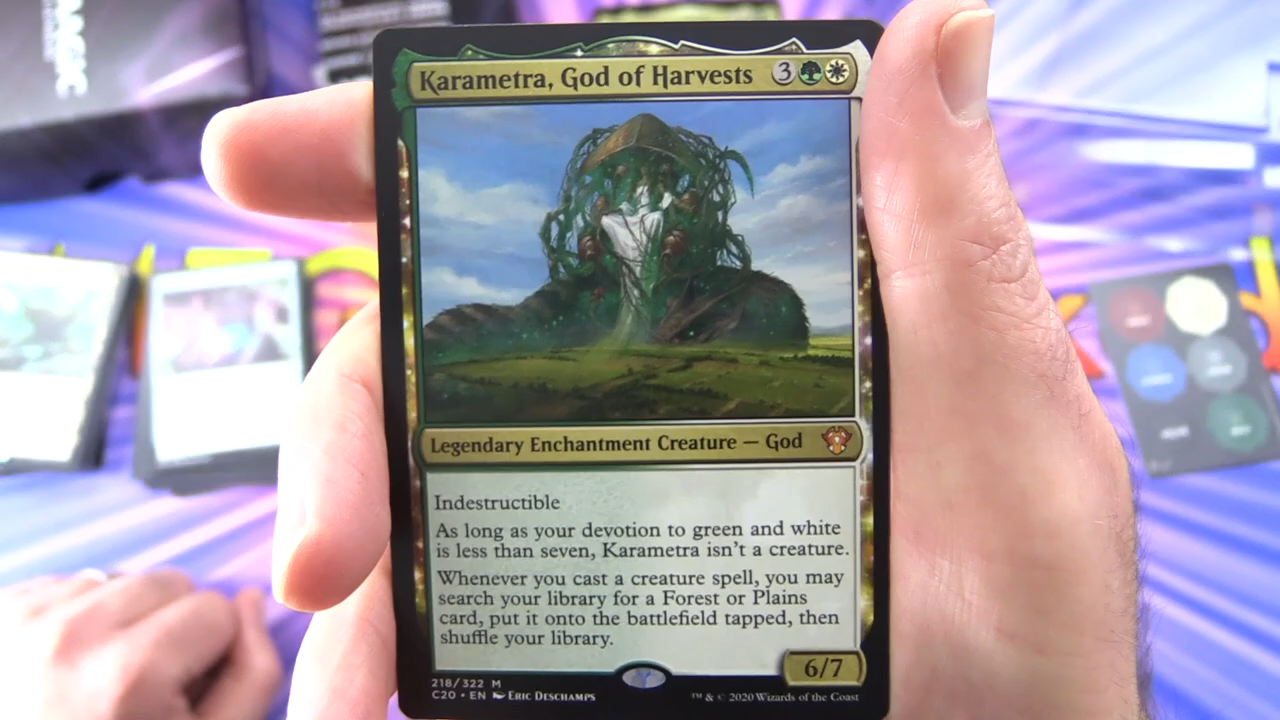 Karametra, God of Harvests 3
Legendary Enchantment Creature — God
Indestructible
As long as your devotion to green and white
is less than seven, Karametra isn't a creature.
Whenever you cast a creature spell, you may
search your library for a Forest or Plains
card, put it onto the battlefield tapped, then
shuffle your library.
6/7
218/322 M
C20 • EN Eric Deschamps
™ & © 2020 Wizards of the Coast